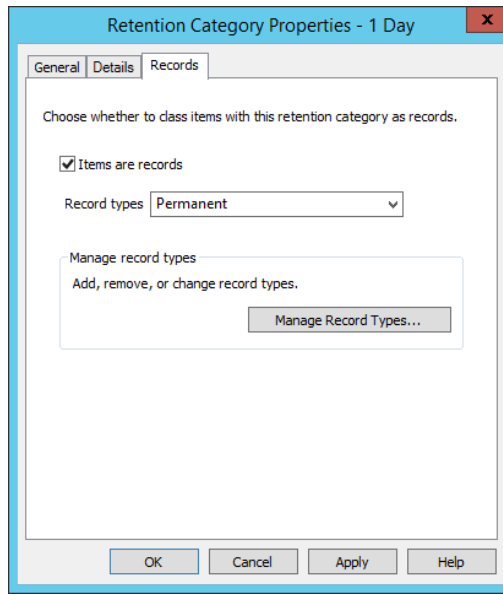 Retention Category Properties - 1 Day
x
General Details Records
Choose whether to class items with this retention category as records.
Items are records
Record types Permanent
Manage record types
Add, remove, or change record types.
Manage Record Types...
OK Cancel Apply Help